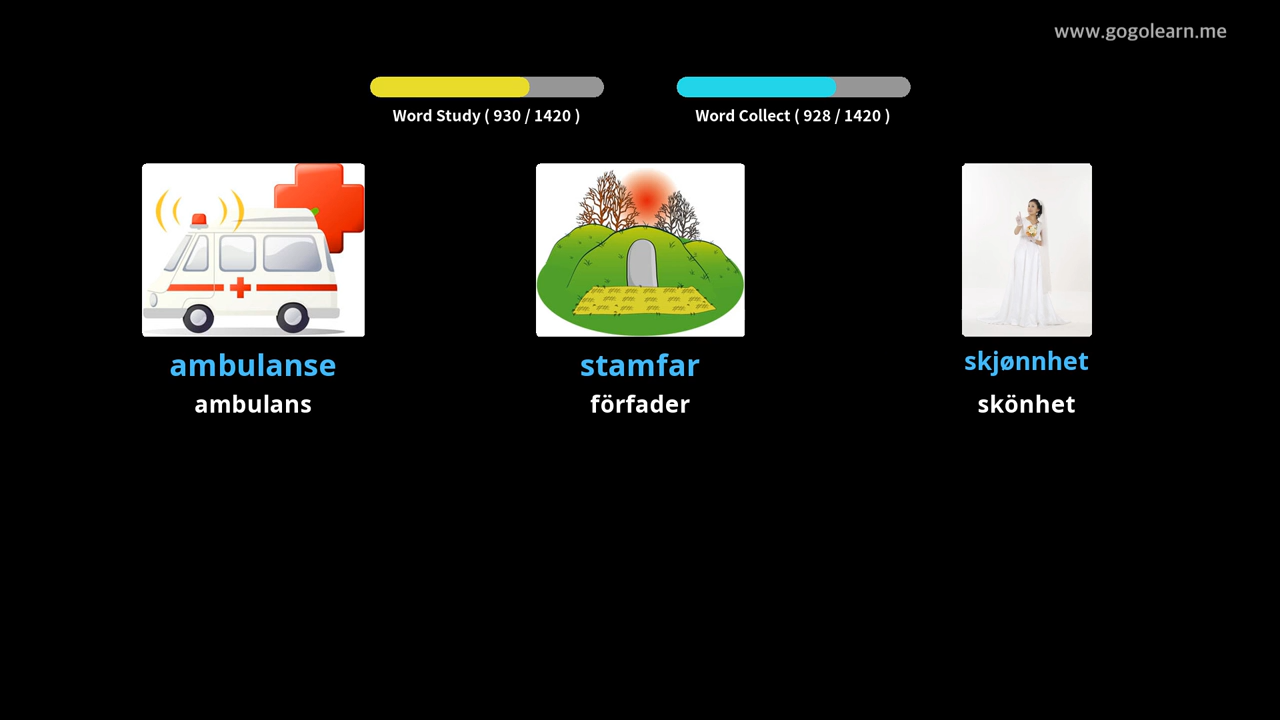 www.gogolearn.me
Word Study ( 930 / 1420 )
Word Collect ( 928 / 1420 )
ambulanse
stamfar
skjønnhet
ambulans
förfader
skönhet